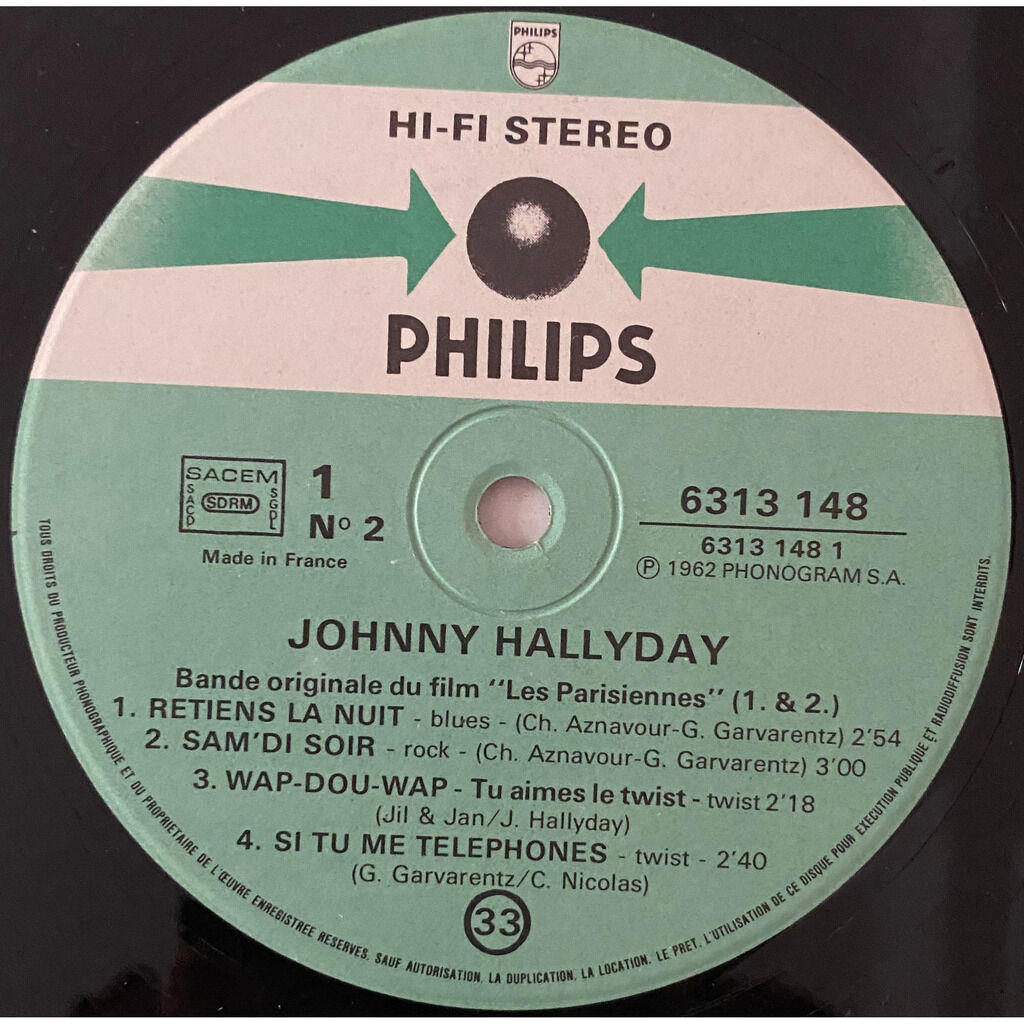 PHILIPS
HI-FI STEREO
PHILIPS
SACEM
SACD
SDRM
SGDL
1
Nº 2
Made in France
6313 148
6313 148 1
℗ 1962 PHONOGRAM S.A.
JOHNNY HALLYDAY
Bande originale du film "Les Parisiennes" (1. & 2.)
1. RETIENS LA NUIT - blues - (Ch. Aznavour-G. Garvarentz) 2'54
2. SAM'DI SOIR - rock - (Ch. Aznavour-G. Garvarentz) 3'00
3. WAP-DOU-WAP - Tu aimes le twist - twist 2'18
(Jil & Jan/J. Hallyday)
4. SI TU ME TELEPHONES - twist - 2'40
(G. Garvarentz/C. Nicolas)
33
TOUS DROITS DU PRODUCTEUR PHONOGRAPHIQUE ET DU PROPRIETAIRE DE L'ŒUVRE ENREGISTREE RESERVES. SAUF AUTORISATION, LA DUPLICATION, LA LOCATION, LE PRET, L'UTILISATION DE CE DISQUE POUR EXECUTION PUBLIQUE ET RADIODIFFUSION SONT INTERDITS.